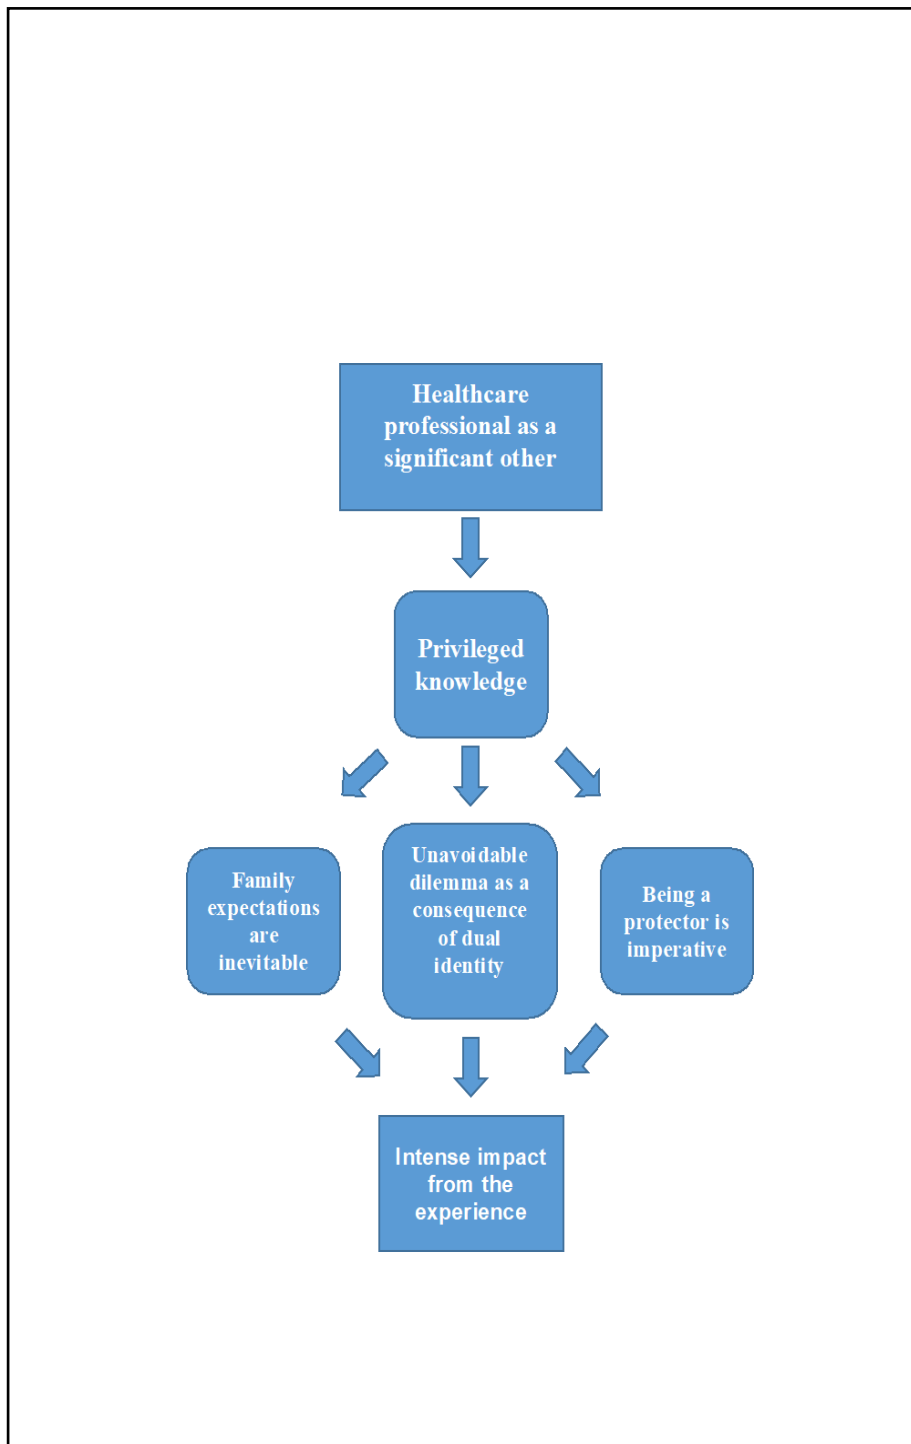 Healthcare
professional as a
significant other
Privileged
knowledge
Family
expectations
are
inevitable
Unavoidable
dilemma as a
consequence
of dual
identity
Being a
protector is
imperative
Intense impact
from the
experience